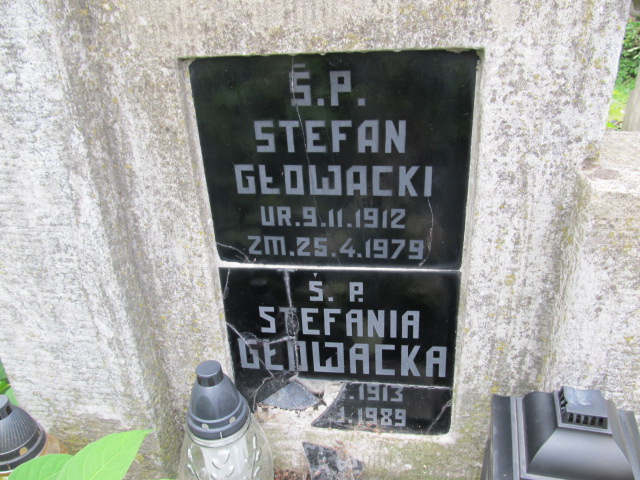 Ś.P.
STEFAN
GŁOWACKI
UR.9.11.1912
ZM.25.4.1979
Ś.P.
STEFANIA
GŁOWACKA
.1913
.1989